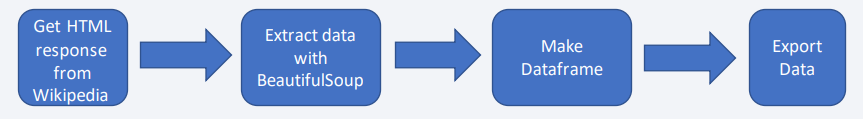 Get HTML
response
from
Wikipedia
Extract data
with
BeautifulSoup
Make
Dataframe
Export
Data